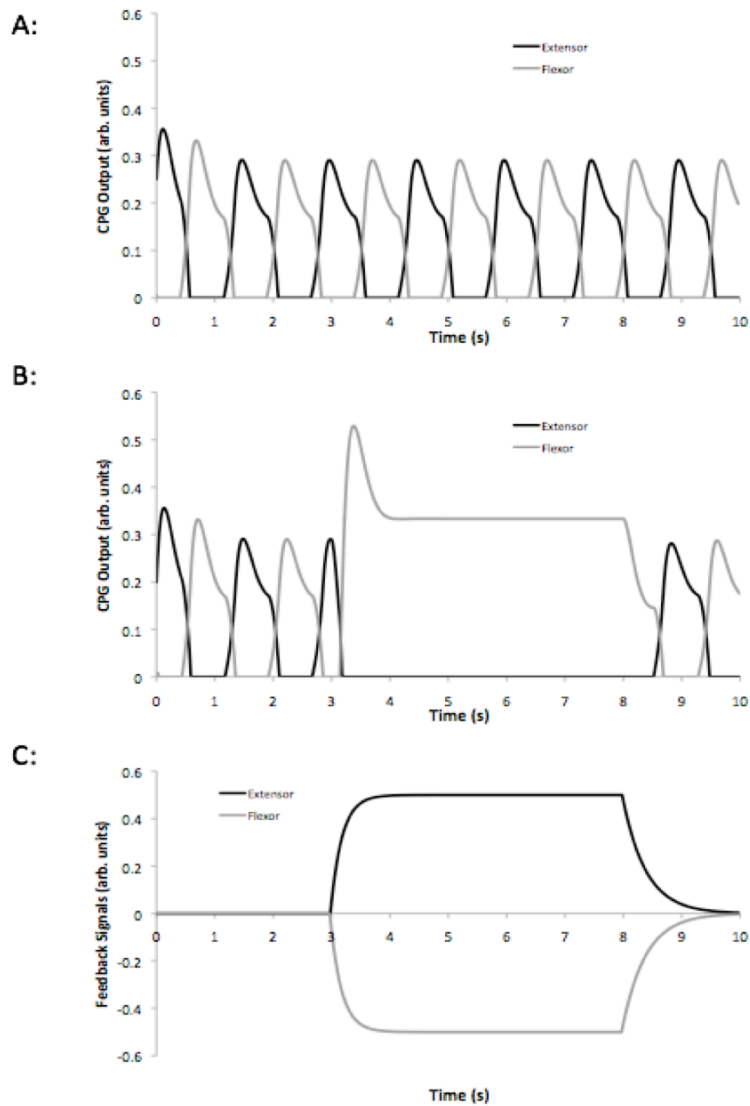 A:
CPG Output (arb. units)
0.6
0.5
0.4
0.3
0.2
0.1
0
Extensor
Flexor
0 1 2 3 4 5 6 7 8 9 10
Time (s)
B:
CPG Output (arb. units)
0.6
0.5
0.4
0.3
0.2
0.1
0
Extensor
Flexor
0 1 2 3 4 5 6 7 8 9 10
Time (s)
C:
Feedback Signals (arb. units)
0.6
0.4
0.2
0
-0.2
-0.4
-0.6
Extensor
Flexor
0 1 2 3 4 5 6 7 8 9 10
Time (s)